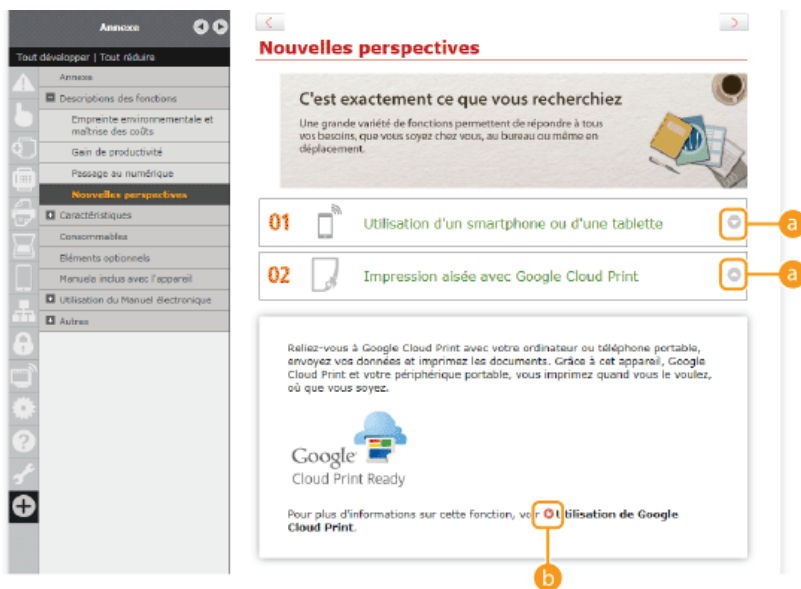 Annexe
Tout développer | Tout réduire
Annexe
Descriptions des fonctions
Empreinte environnementale et
maîtrise des coûts
Gain de productivité
Passage au numérique
Nouvelles perspectives
Caractéristiques
Consommables
Eléments optionnels
Manuels inclus avec l'appareil
Utilisation du Manuel électronique
Autres
Nouvelles perspectives
C'est exactement ce que vous recherchiez
Une grande variété de fonctions permettent de répondre à tous
vos besoins, que vous soyez chez vous, au bureau ou même en
déplacement.
01 Utilisation d'un smartphone ou d'une tablette
a
02 Impression aisée avec Google Cloud Print
a
Reliez-vous à Google Cloud Print avec votre ordinateur ou téléphone portable,
envoyez vos données et imprimez les documents. Grâce à cet appareil, Google
Cloud Print et votre périphérique portable, vous imprimez quand vous le voulez,
où que vous soyez.
Google
Cloud Print Ready
Pour plus d'informations sur cette fonction, voir Utilisation de Google
Cloud Print.
b